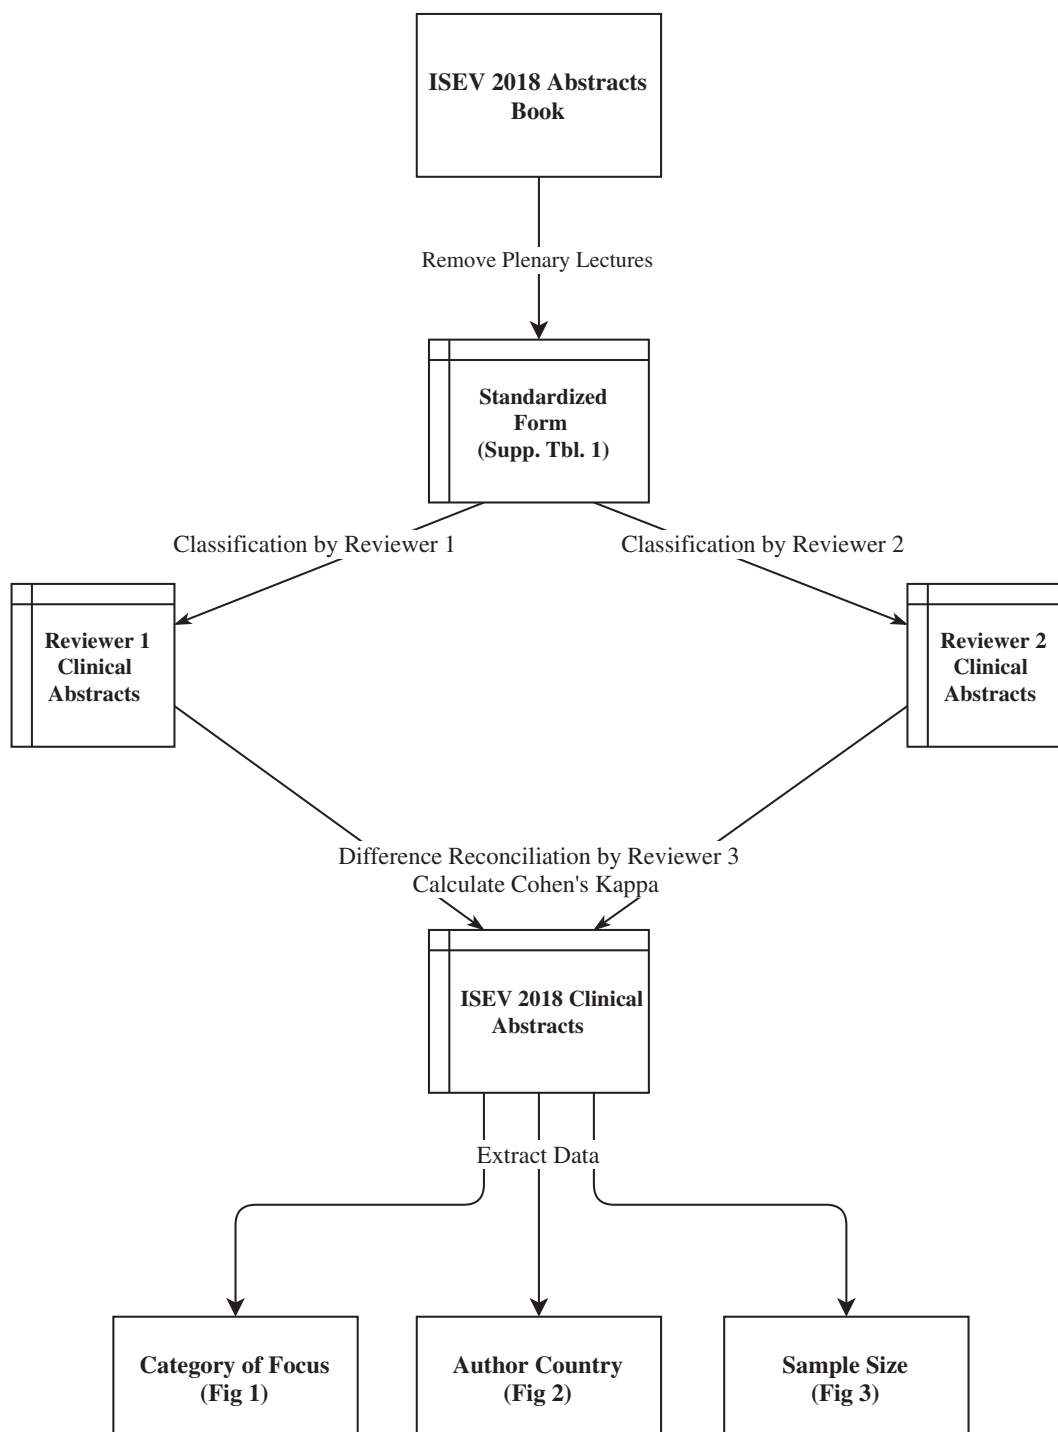 ISEV 2018 Abstracts
Book
Remove Plenary Lectures
Standardized
Form
(Supp. Tbl. 1)
Classification by Reviewer 1
Classification by Reviewer 2
Reviewer 1
Clinical
Abstracts
Reviewer 2
Clinical
Abstracts
Difference Reconciliation by Reviewer 3
Calculate Cohen's Kappa
ISEV 2018 Clinical
Abstracts
Extract Data
Category of Focus
(Fig 1)
Author Country
(Fig 2)
Sample Size
(Fig 3)